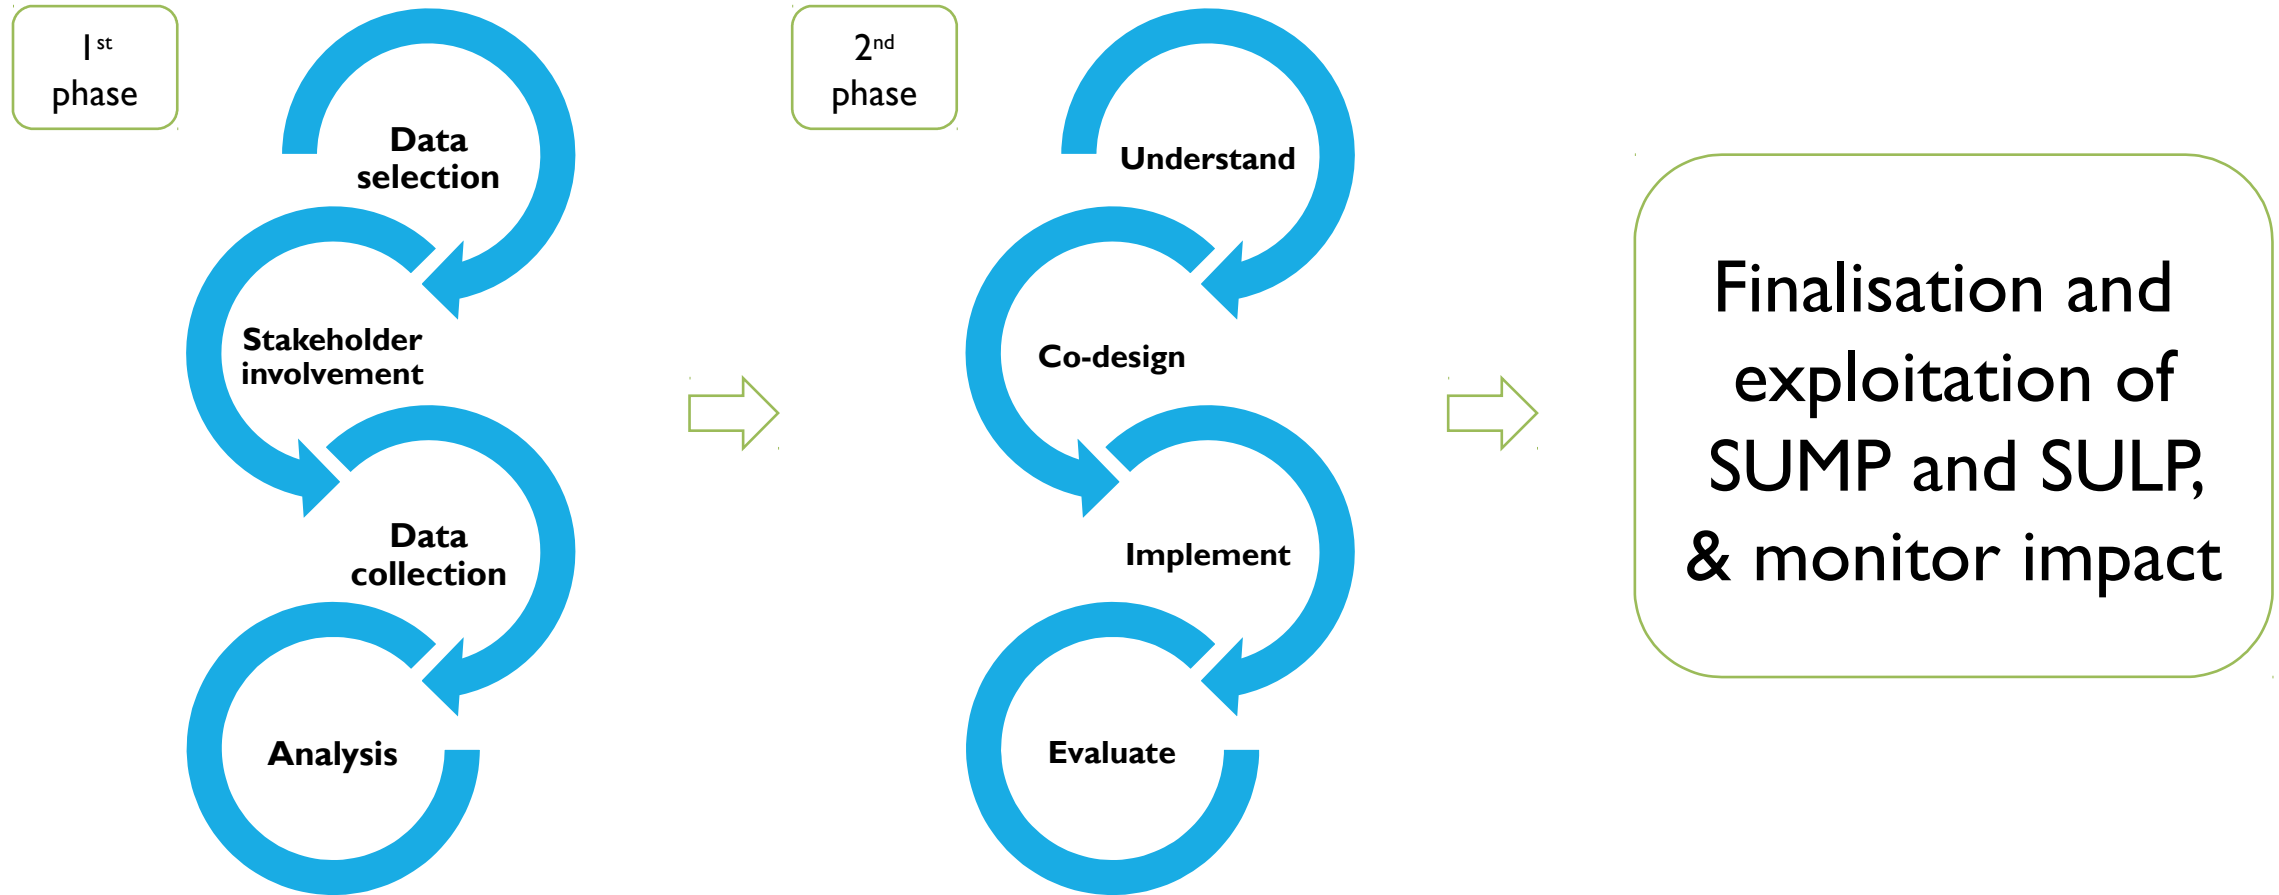 1st
phase
Data
selection
Stakeholder
involvement
Data
collection
Analysis
2nd
phase
Understand
Co-design
Implement
Evaluate
Finalisation and
exploitation of
SUMP and SULP,
& monitor impact